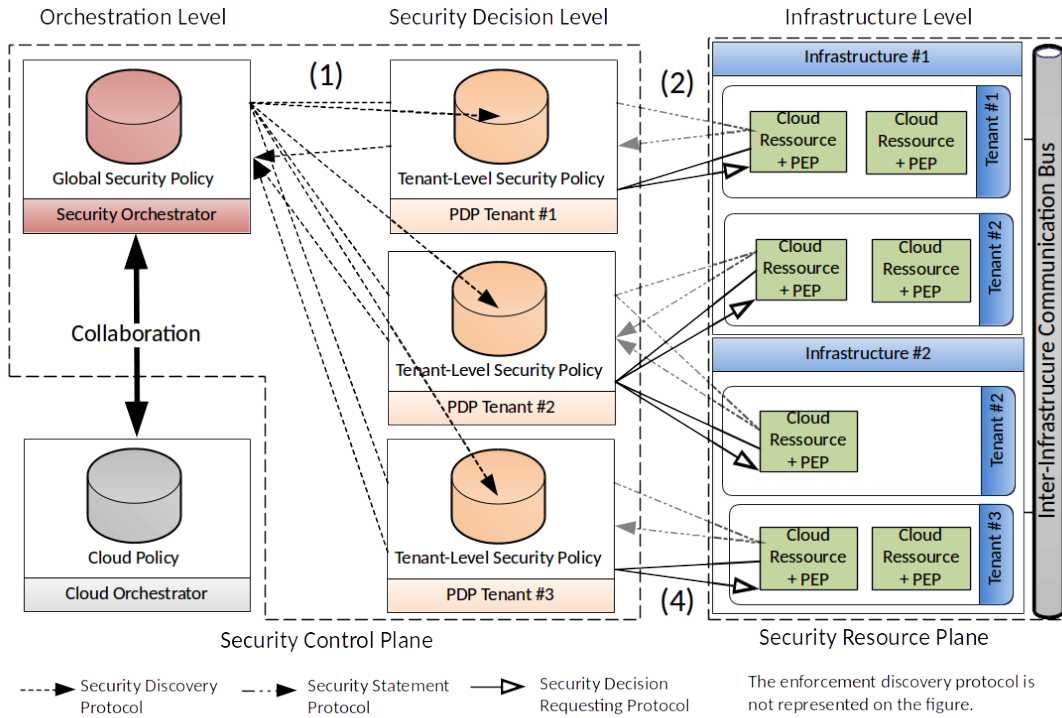 Orchestration Level
Security Decision Level
Infrastructure Level
(1)
(2)
Global Security Policy
Security Orchestrator
Collaboration
Cloud Policy
Cloud Orchestrator
Tenant-Level Security Policy
PDP Tenant #1
Tenant-Level Security Policy
PDP Tenant #2
Tenant-Level Security Policy
PDP Tenant #3
(4)
Infrastructure #1
Cloud
Ressource
+ PEP
Cloud
Ressource
+ PEP
Tenant #1
Cloud
Ressource
+ PEP
Cloud
Ressource
+ PEP
Tenant #2
Infrastructure #2
Cloud
Ressource
+ PEP
Tenant #2
Cloud
Ressource
+ PEP
Cloud
Ressource
+ PEP
Tenant #3
Inter-Infrastrucure Communication Bus
Security Control Plane
Security Resource Plane
Security Discovery
Protocol
Security Statement
Protocol
Security Decision
Requesting Protocol
The enforcement discovery protocol is
not represented on the figure.